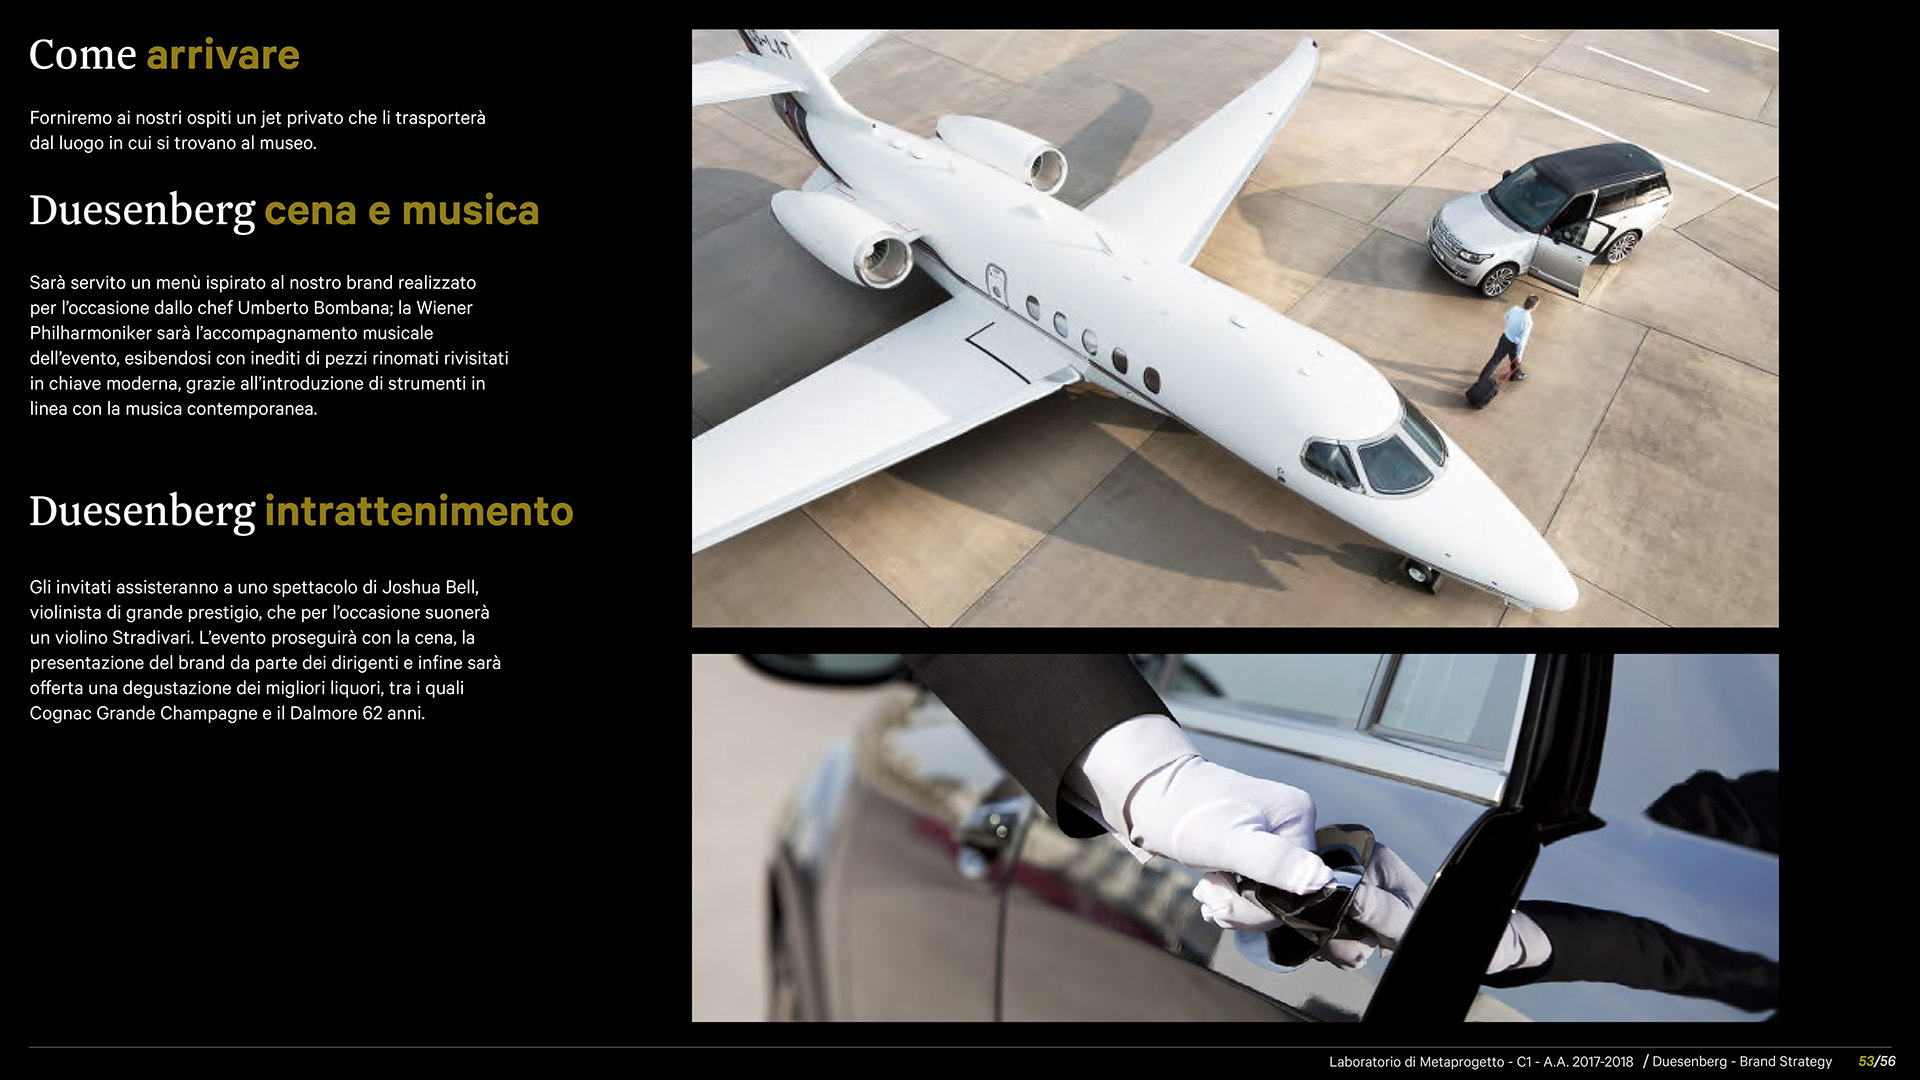 Come arrivare
Forniremo ai nostri ospiti un jet privato che li trasporterà
dal luogo in cui si trovano al museo.
Duesenberg cena e musica
Sarà servito un menù ispirato al nostro brand realizzato
per l’occasione dallo chef Umberto Bombana; la Wiener
Philharmoniker sarà l’accompagnamento musicale
dell’evento, esibendosi con inediti di pezzi rinomati rivisitati
in chiave moderna, grazie all’introduzione di strumenti in
linea con la musica contemporanea.
Duesenberg intrattenimento
Gli invitati assisteranno a uno spettacolo di Joshua Bell,
violinista di grande prestigio, che per l’occasione suonerà
un violino Stradivari. L’evento proseguirà con la cena, la
presentazione del brand da parte dei dirigenti e infine sarà
offerta una degustazione dei migliori liquori, tra i quali
Cognac Grande Champagne e il Dalmore 62 anni.
Laboratorio di Metaprogetto - C1 - A.A. 2017-2018 / Duesenberg - Brand Strategy 53/56